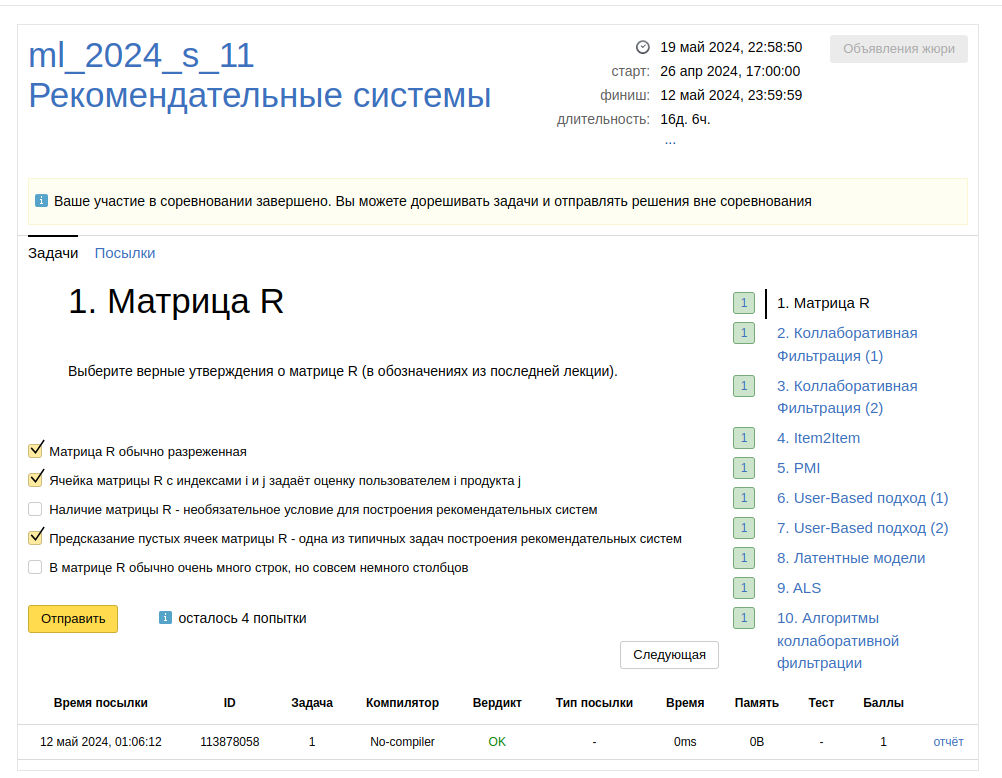 ml_2024_s_11
Рекомендательные системы
19 май 2024, 22:58:50
старт: 26 апр 2024, 17:00:00
финиш: 12 май 2024, 23:59:59
длительность: 16д. 6ч.
...
Объявления жюри
Ваше участие в соревновании завершено. Вы можете дорешивать задачи и отправлять решения вне соревнования
Задачи Посылки
1. Матрица R
Выберите верные утверждения о матрице R (в обозначениях из последней лекции).
Матрица R обычно разреженная
Ячейка матрицы R с индексами i и j задаёт оценку пользователем i продукта j
Наличие матрицы R - необязательное условие для построения рекомендательных систем
Предсказание пустых ячеек матрицы R - одна из типичных задач построения рекомендательных систем
В матрице R обычно очень много строк, но совсем немного столбцов
Отправить осталось 4 попытки
Следующая
1 1. Матрица R
1 2. Коллаборативная
Фильтрация (1)
1 3. Коллаборативная
Фильтрация (2)
1 4. Item2Item
1 5. PMI
1 6. User-Based подход (1)
1 7. User-Based подход (2)
1 8. Латентные модели
1 9. ALS
1 10. Алгоритмы
коллаборативной
фильтрации
Время посылки ID Задача Компилятор Вердикт Тип посылки Время Память Тест Баллы
12 май 2024, 01:06:12 113878058 1 No-compiler OK - 0ms 0B - 1 отчёт